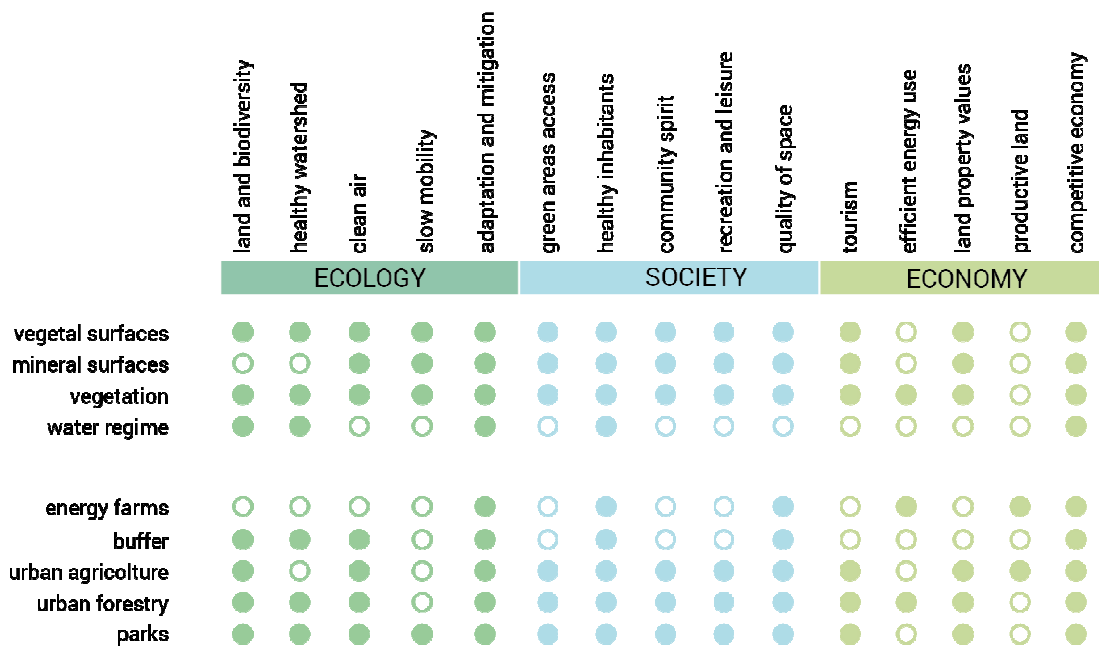 land and biodiversity
healthy watershed
clean air
slow mobility
adaptation and mitigation
green areas access
healthy inhabitants
community spirit
recreation and leisure
quality of space
tourism
efficient energy use
land property values
productive land
competitive economy
ECOLOGY
SOCIETY
ECONOMY
vegetal surfaces
mineral surfaces
vegetation
water regime
energy farms
buffer
urban agricolture
urban forestry
parks